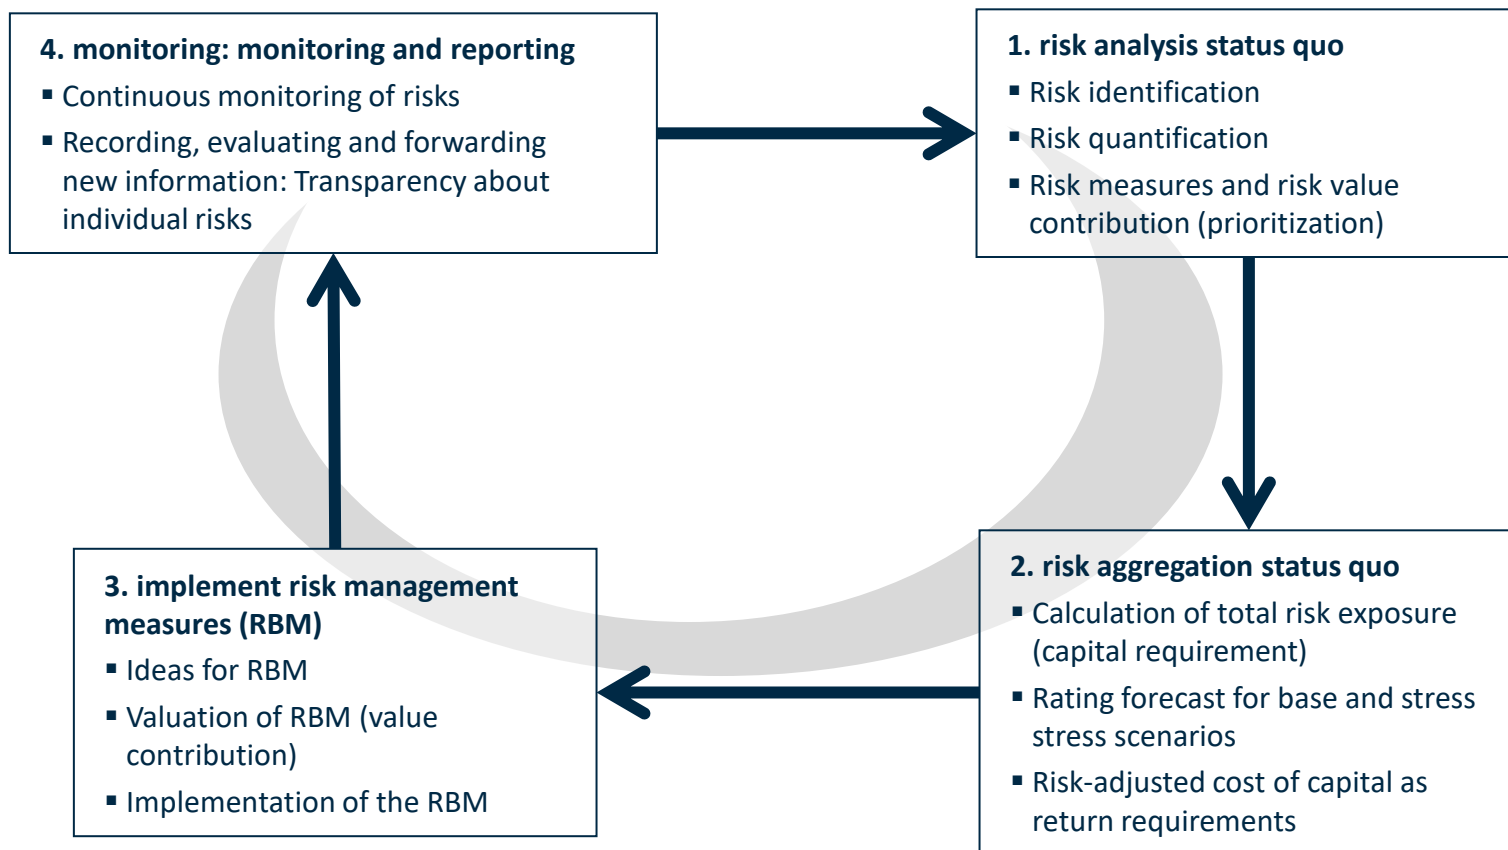 4. monitoring: monitoring and reporting
▪ Continuous monitoring of risks
▪ Recording, evaluating and forwarding
new information: Transparency about
individual risks
1. risk analysis status quo
▪ Risk identification
▪ Risk quantification
▪ Risk measures and risk value
contribution (prioritization)
3. implement risk management
measures (RBM)
▪ Ideas for RBM
▪ Valuation of RBM (value
contribution)
▪ Implementation of the RBM
2. risk aggregation status quo
▪ Calculation of total risk exposure
(capital requirement)
▪ Rating forecast for base and stress
stress scenarios
▪ Risk-adjusted cost of capital as
return requirements